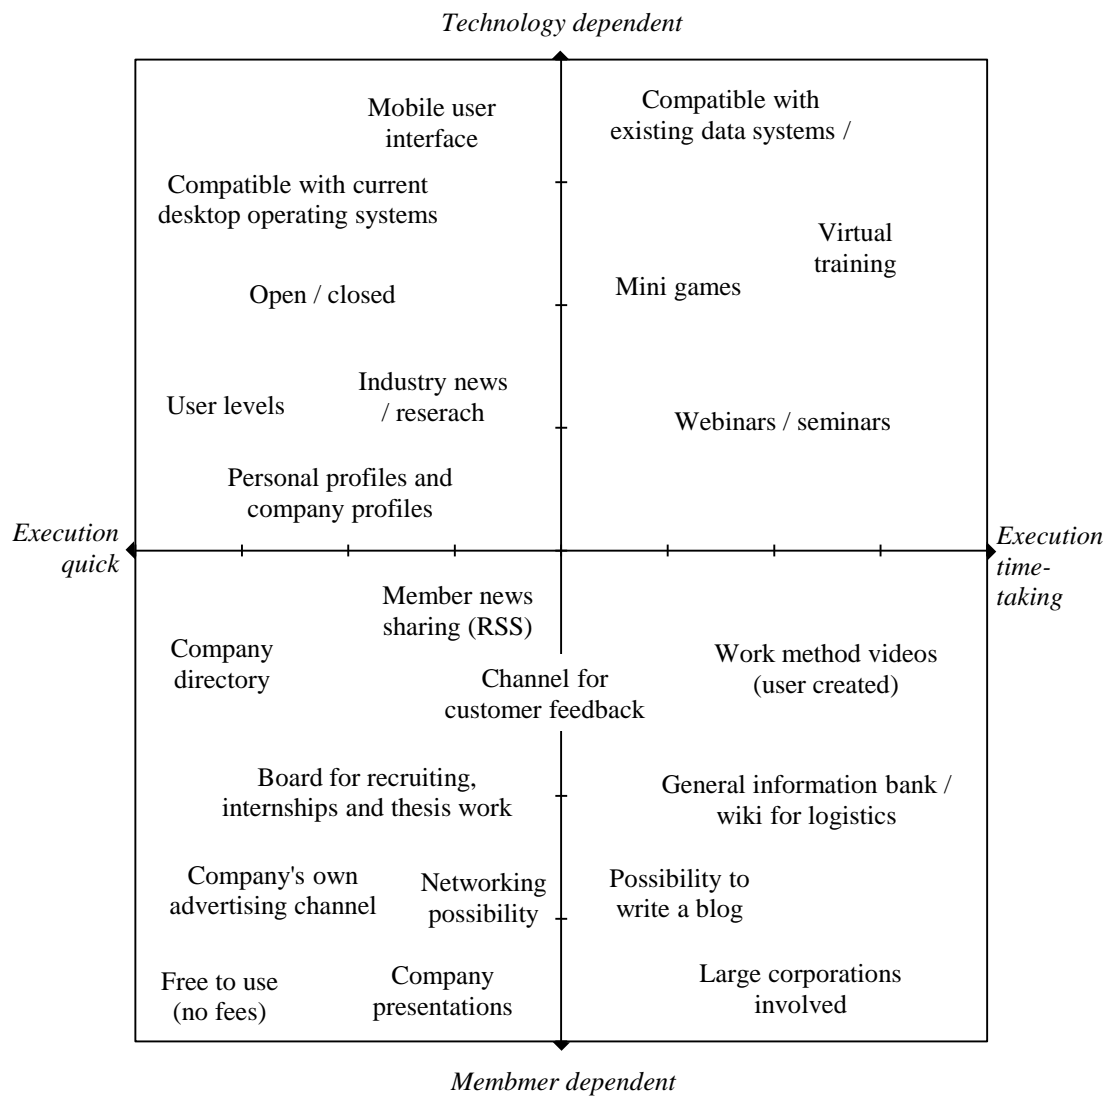 Technology dependent
Mobile user
interface
Compatible with
existing data systems /
Compatible with current
desktop operating systems
Virtual
training
Open / closed
Mini games
User levels
Industry news
/ reserach
Webinars / seminars
Personal profiles and
company profiles
Execution
quick
Execution
time-
taking
Member news
sharing (RSS)
Company
directory
Channel for
customer feedback
Work method videos
(user created)
Board for recruiting,
internships and thesis work
General information bank /
wiki for logistics
Company's own
advertising channel
Networking
possibility
Possibility to
write a blog
Free to use
(no fees)
Company
presentations
Large corporations
involved
Membmer dependent